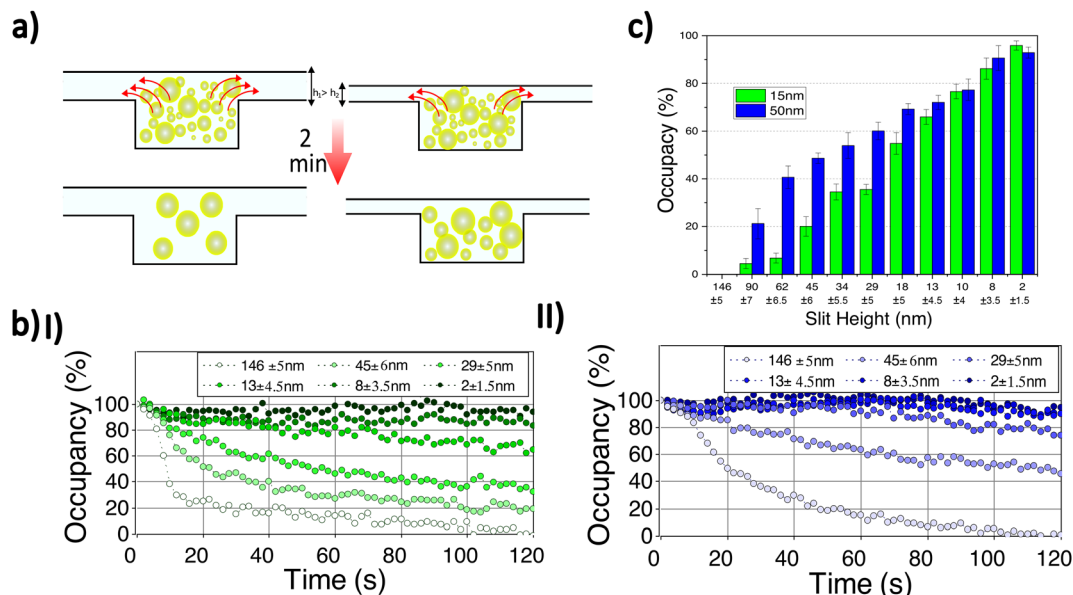 a)
h₁> h₂
2
min
c)
Occupacy (%)
100
80
60
40
20
0
15nm
50nm
146 90 62 45 34 29 18 13 10 8 2
±5 ±7 ±6.5 ±6 ±5.5 ±5 ±5 ±4.5 ±4 ±3.5 ±1.5
Slit Height (nm)
b) I)
Occupancy (%)
146 ±5nm 45±6nm 29±5nm
13±4.5nm 8±3.5nm 2±1.5nm
100
80
60
40
20
0
20 40 60 80 100 120
Time (s)
II)
Occupancy (%)
146 ±5nm 45±6nm 29±5nm
13± 4.5nm 8±3.5nm 2±1.5nm
100
80
60
40
20
0
0 20 40 60 80 100 120
Time (s)